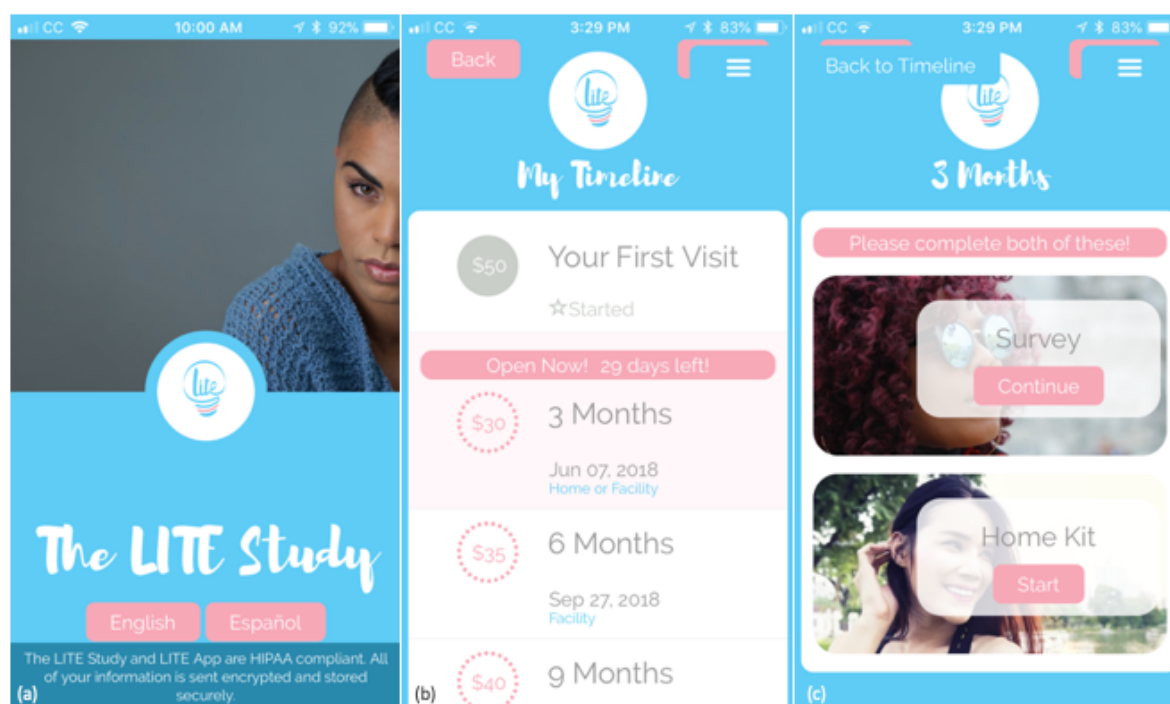 CC 10:00 AM 92%
lite
The LITE Study
English Español
The LITE Study and LITE App are HIPAA compliant. All
of your information is sent encrypted and stored
securely.
(a)
CC 3:29 PM 83%
Back
lite
My Timeline
$50 Your First Visit
Started
Open Now! 29 days left!
$30 3 Months
Jun 07, 2018
Home or Facility
$35 6 Months
Sep 27, 2018
Facility
$40 9 Months
(b)
CC 3:29 PM 83%
Back to Timeline
lite
3 Months
Please complete both of these!
Survey
Continue
Home Kit
Start
(c)